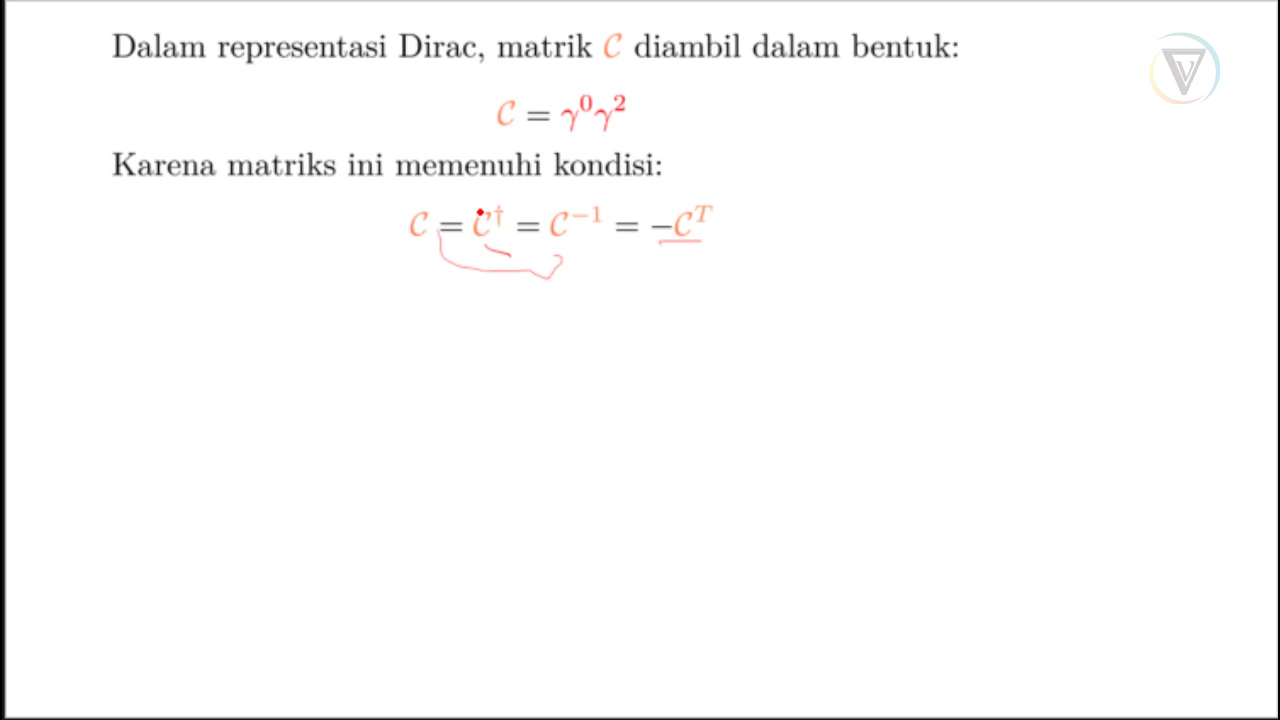 Dalam representasi Dirac, matrik 𝒞 diambil dalam bentuk:
𝒞 = γ⁰γ²
Karena matriks ini memenuhi kondisi:
𝒞 = 𝒞† = 𝒞⁻¹ = −𝒞ᵀ